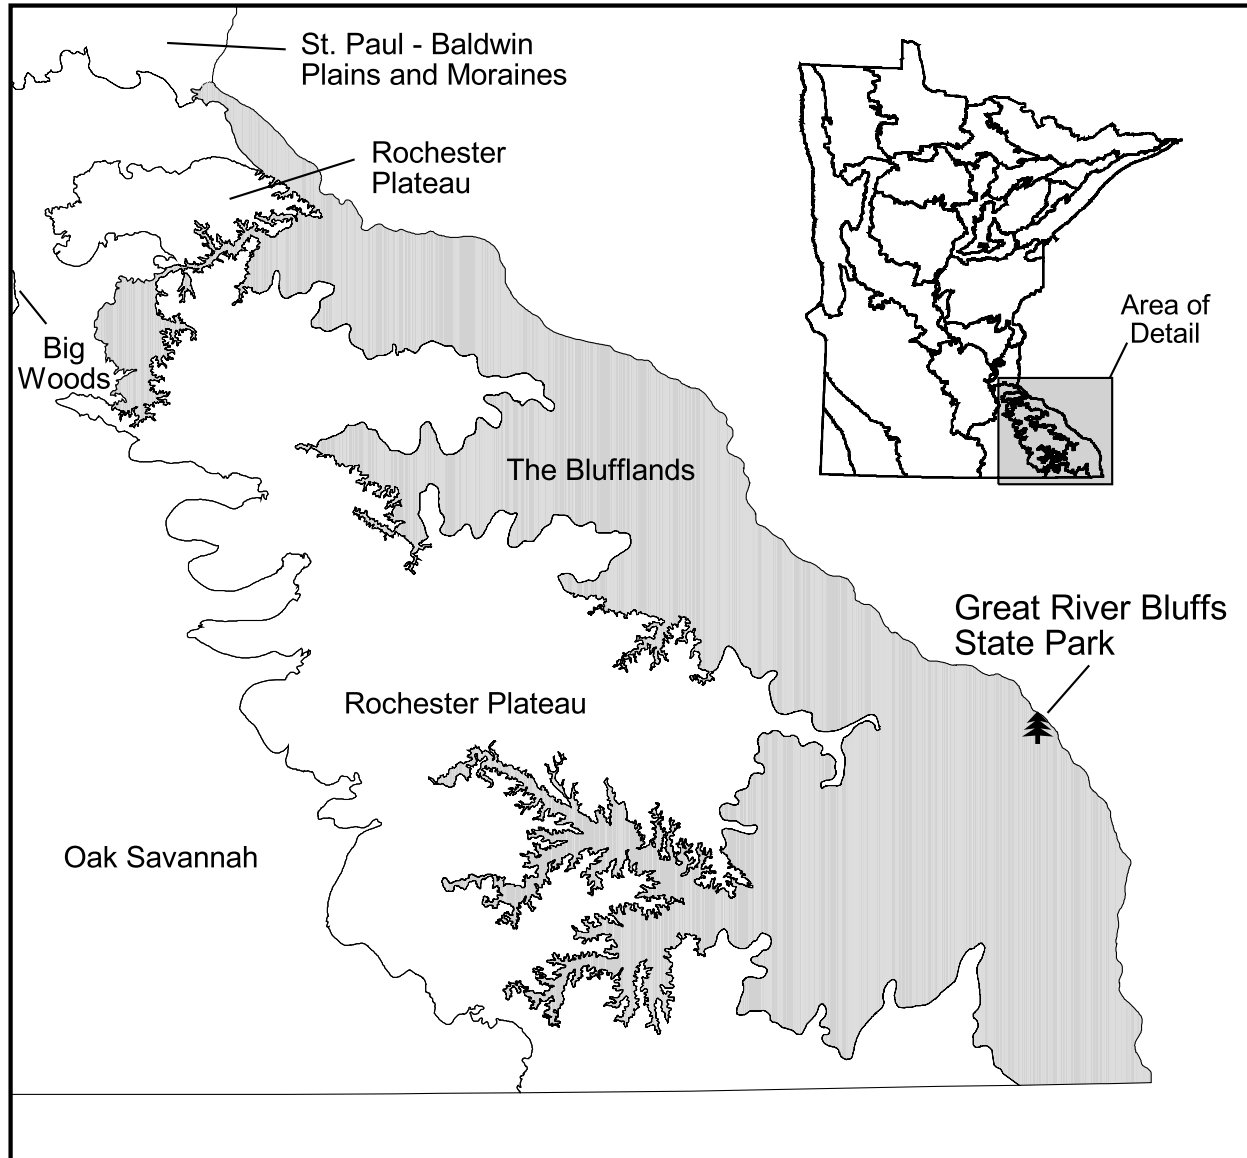 St. Paul - Baldwin
Plains and Moraines
Rochester
Plateau
Area of
Detail
Big
Woods
The Blufflands
Great River Bluffs
State Park
Rochester Plateau
Oak Savannah